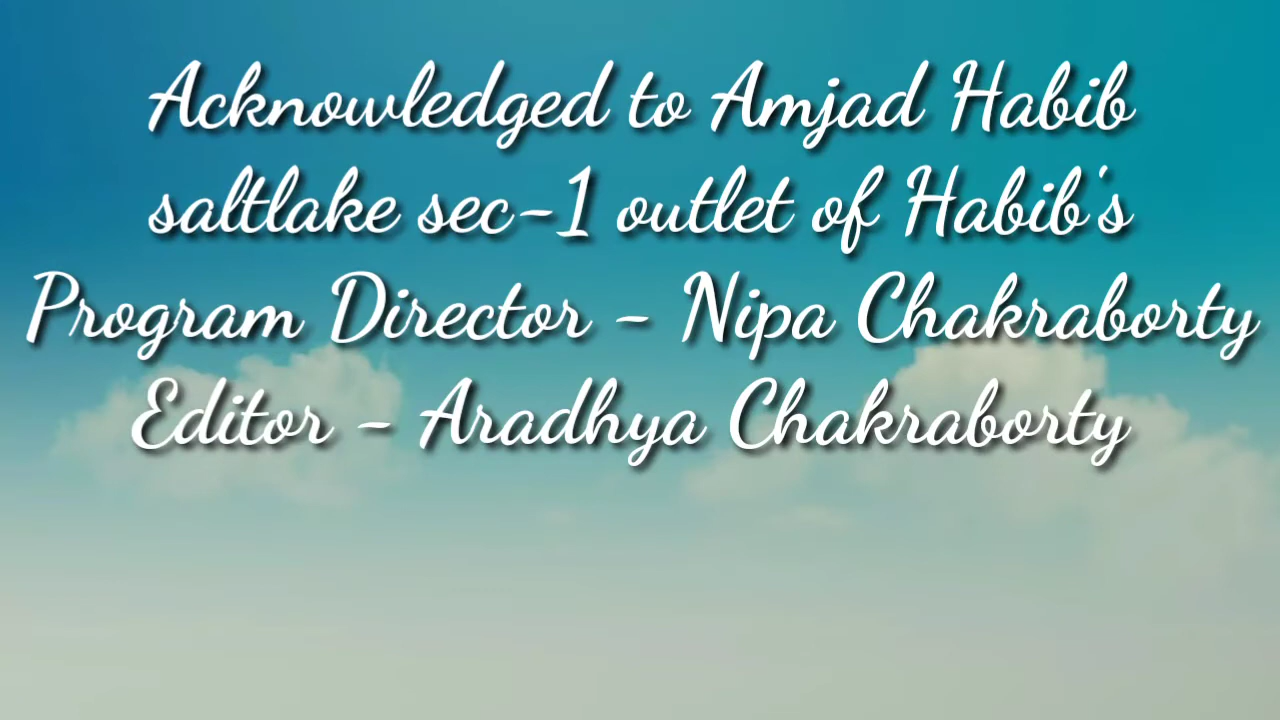 Acknowledged to Amjad Habib
saltlake sec-1 outlet of Habib's
Program Director - Nipa Chakraborty
Editor - Aradhya Chakraborty